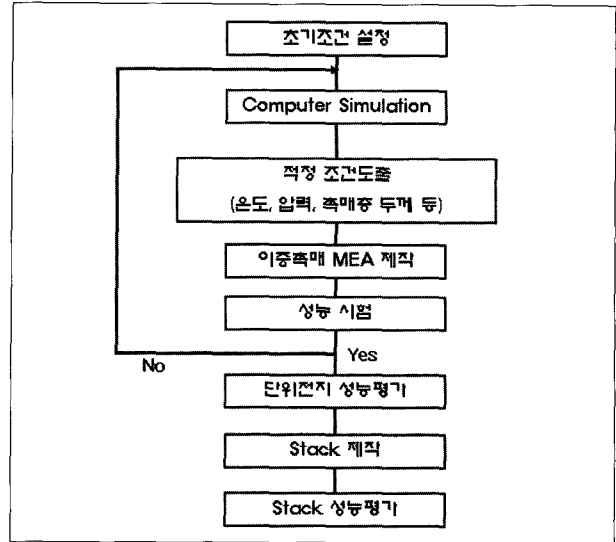 초기조건 설정
Computer Simulation
적정 조건도출
(온도, 압력, 촉매층 두께 등)
이중촉매 MEA 제작
성능 시험
No
Yes
단위전지 성능평가
Stack 제작
Stack 성능평가